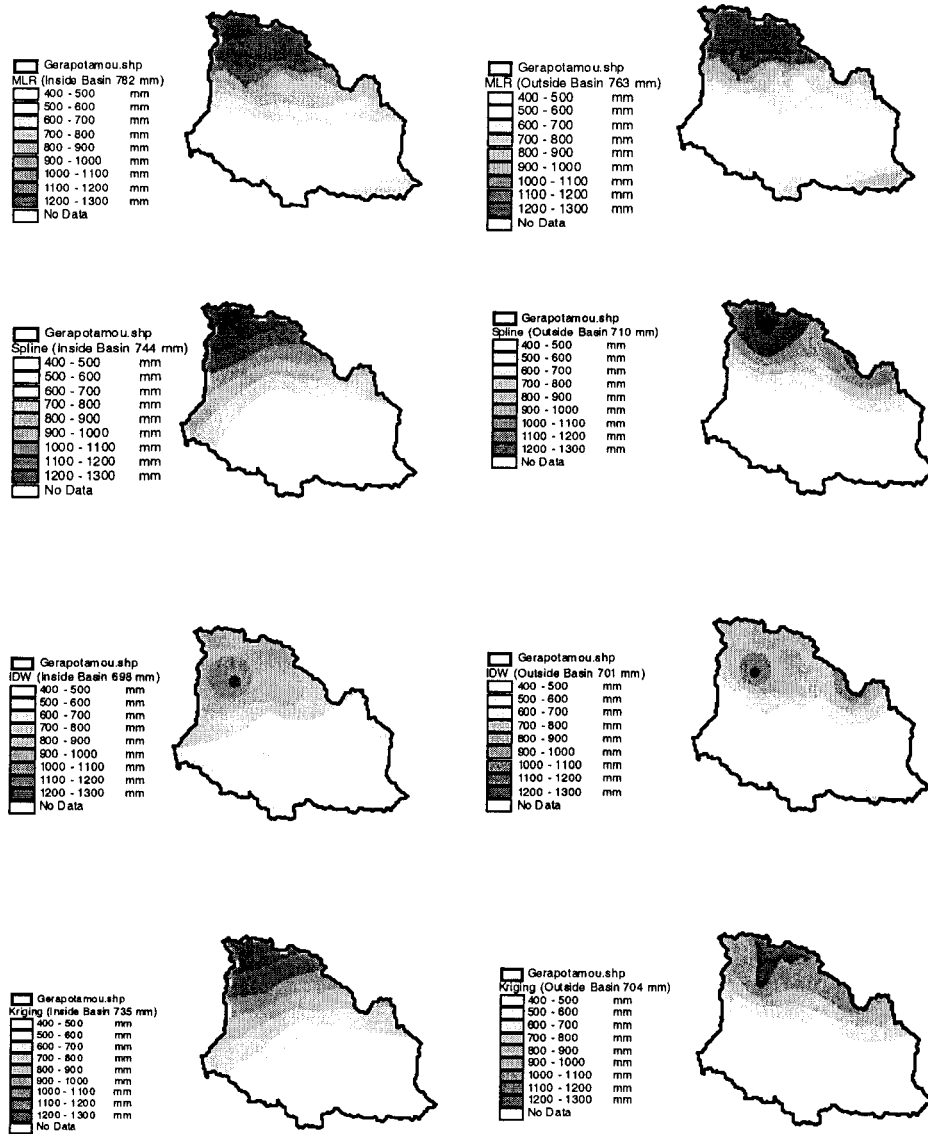 Gerapotamou.shp
MLR (Inside Basin 782 mm)
400 - 500 mm
500 - 600 mm
600 - 700 mm
700 - 800 mm
800 - 900 mm
900 - 1000 mm
1000 - 1100 mm
1100 - 1200 mm
1200 - 1300 mm
No Data
Gerapotamou.shp
MLR (Outside Basin 763 mm)
400 - 500 mm
500 - 600 mm
600 - 700 mm
700 - 800 mm
800 - 900 mm
900 - 1000 mm
1000 - 1100 mm
1100 - 1200 mm
1200 - 1300 mm
No Data
Gerapotamou.shp
Spline (Inside Basin 744 mm)
400 - 500 mm
500 - 600 mm
600 - 700 mm
700 - 800 mm
800 - 900 mm
900 - 1000 mm
1000 - 1100 mm
1100 - 1200 mm
1200 - 1300 mm
No Data
Gerapotamou.shp
Spline (Outside Basin 710 mm)
400 - 500 mm
500 - 600 mm
600 - 700 mm
700 - 800 mm
800 - 900 mm
900 - 1000 mm
1000 - 1100 mm
1100 - 1200 mm
1200 - 1300 mm
No Data
Gerapotamou.shp
IDW (Inside Basin 698 mm)
400 - 500 mm
500 - 600 mm
600 - 700 mm
700 - 800 mm
800 - 900 mm
900 - 1000 mm
1000 - 1100 mm
1100 - 1200 mm
1200 - 1300 mm
No Data
Gerapotamou.shp
IDW (Outside Basin 701 mm)
400 - 500 mm
500 - 600 mm
600 - 700 mm
700 - 800 mm
800 - 900 mm
900 - 1000 mm
1000 - 1100 mm
1100 - 1200 mm
1200 - 1300 mm
No Data
Gerapotamou.shp
Kriging (Inside Basin 735 mm)
400 - 500 mm
500 - 600 mm
600 - 700 mm
700 - 800 mm
800 - 900 mm
900 - 1000 mm
1000 - 1100 mm
1100 - 1200 mm
1200 - 1300 mm
No Data
Gerapotamou.shp
Kriging (Outside Basin 704 mm)
400 - 500 mm
500 - 600 mm
600 - 700 mm
700 - 800 mm
800 - 900 mm
900 - 1000 mm
1000 - 1100 mm
1100 - 1200 mm
1200 - 1300 mm
No Data